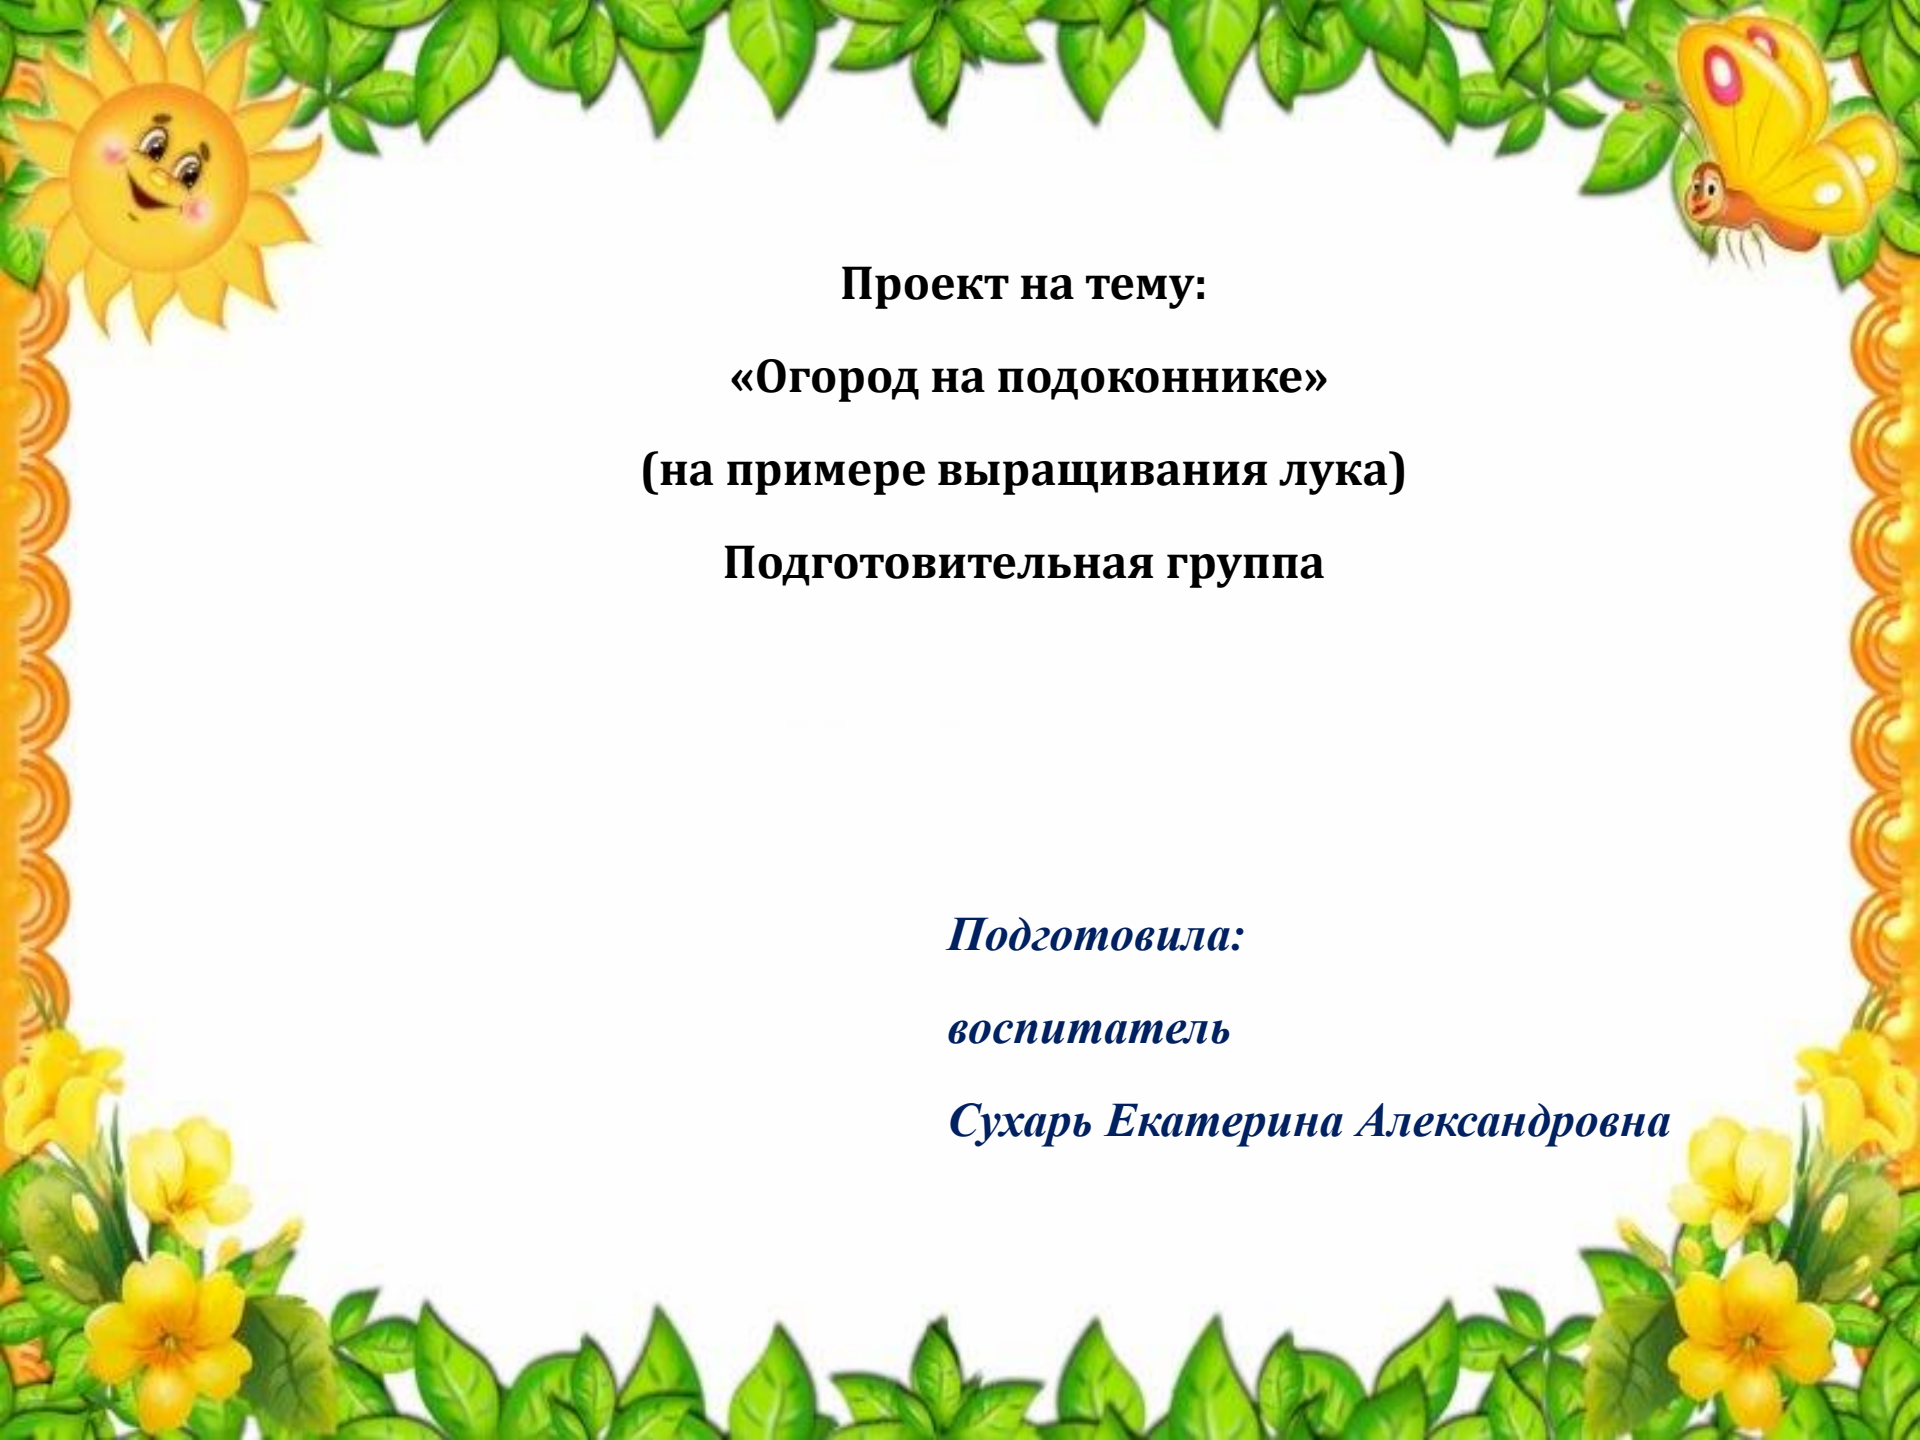 Проект на тему:
«Огород на подоконнике»
(на примере выращивания лука)
Подготовительная группа
Подготовила:
воспитатель
Сухарь Екатерина Александровна